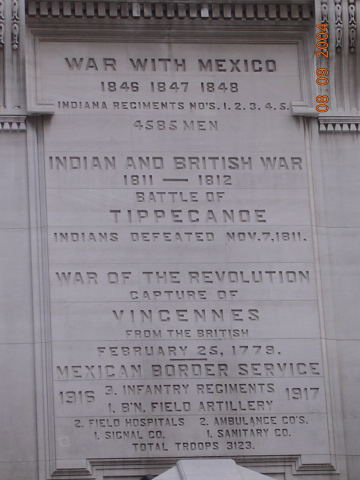 WAR WITH MEXICO
1846 1847 1848
INDIANA REGIMENTS NO'S. 1. 2. 3. 4. 5.
4585 MEN
INDIAN AND BRITISH WAR
1811 — 1812
BATTLE OF
TIPPECANOE
INDIANS DEFEATED NOV. 7, 1811.
WAR OF THE REVOLUTION
CAPTURE OF
VINCENNES
FROM THE BRITISH
FEBRUARY 25, 1779.
MEXICAN BORDER SERVICE
1916 3. INFANTRY REGIMENTS 1917
1. B'N. FIELD ARTILLERY
2. FIELD HOSPITALS 2. AMBULANCE CO'S.
1. SIGNAL CO. 1. SANITARY CO.
TOTAL TROOPS 3123.
08 09 2004